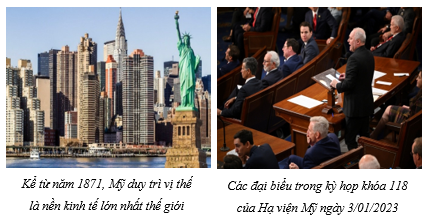 Kể từ năm 1871, Mỹ duy trì vị thế
là nền kinh tế lớn nhất thế giới
Các đại biểu trong kỳ họp khóa 118
của Hạ viện Mỹ ngày 3/01/2023